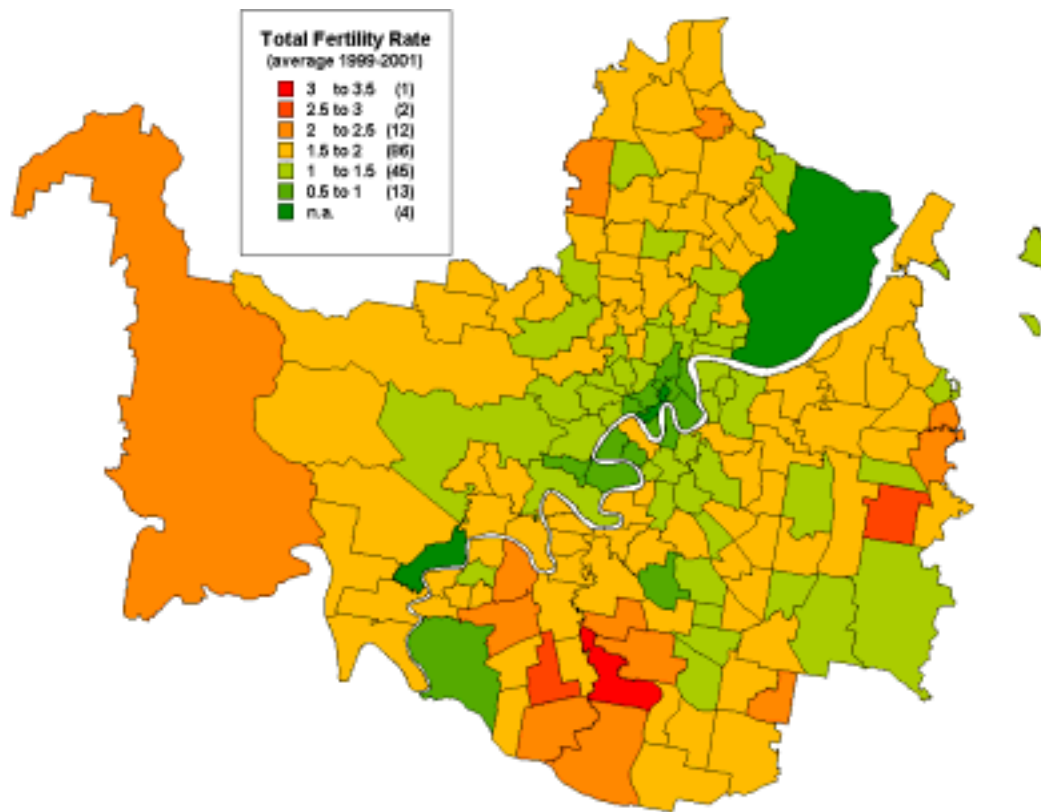 Total Fertility Rate
(average 1999-2001)
3 to 3.5 (1)
2.5 to 3 (2)
2 to 2.5 (12)
1.5 to 2 (86)
1 to 1.5 (45)
0.5 to 1 (13)
n.a. (4)